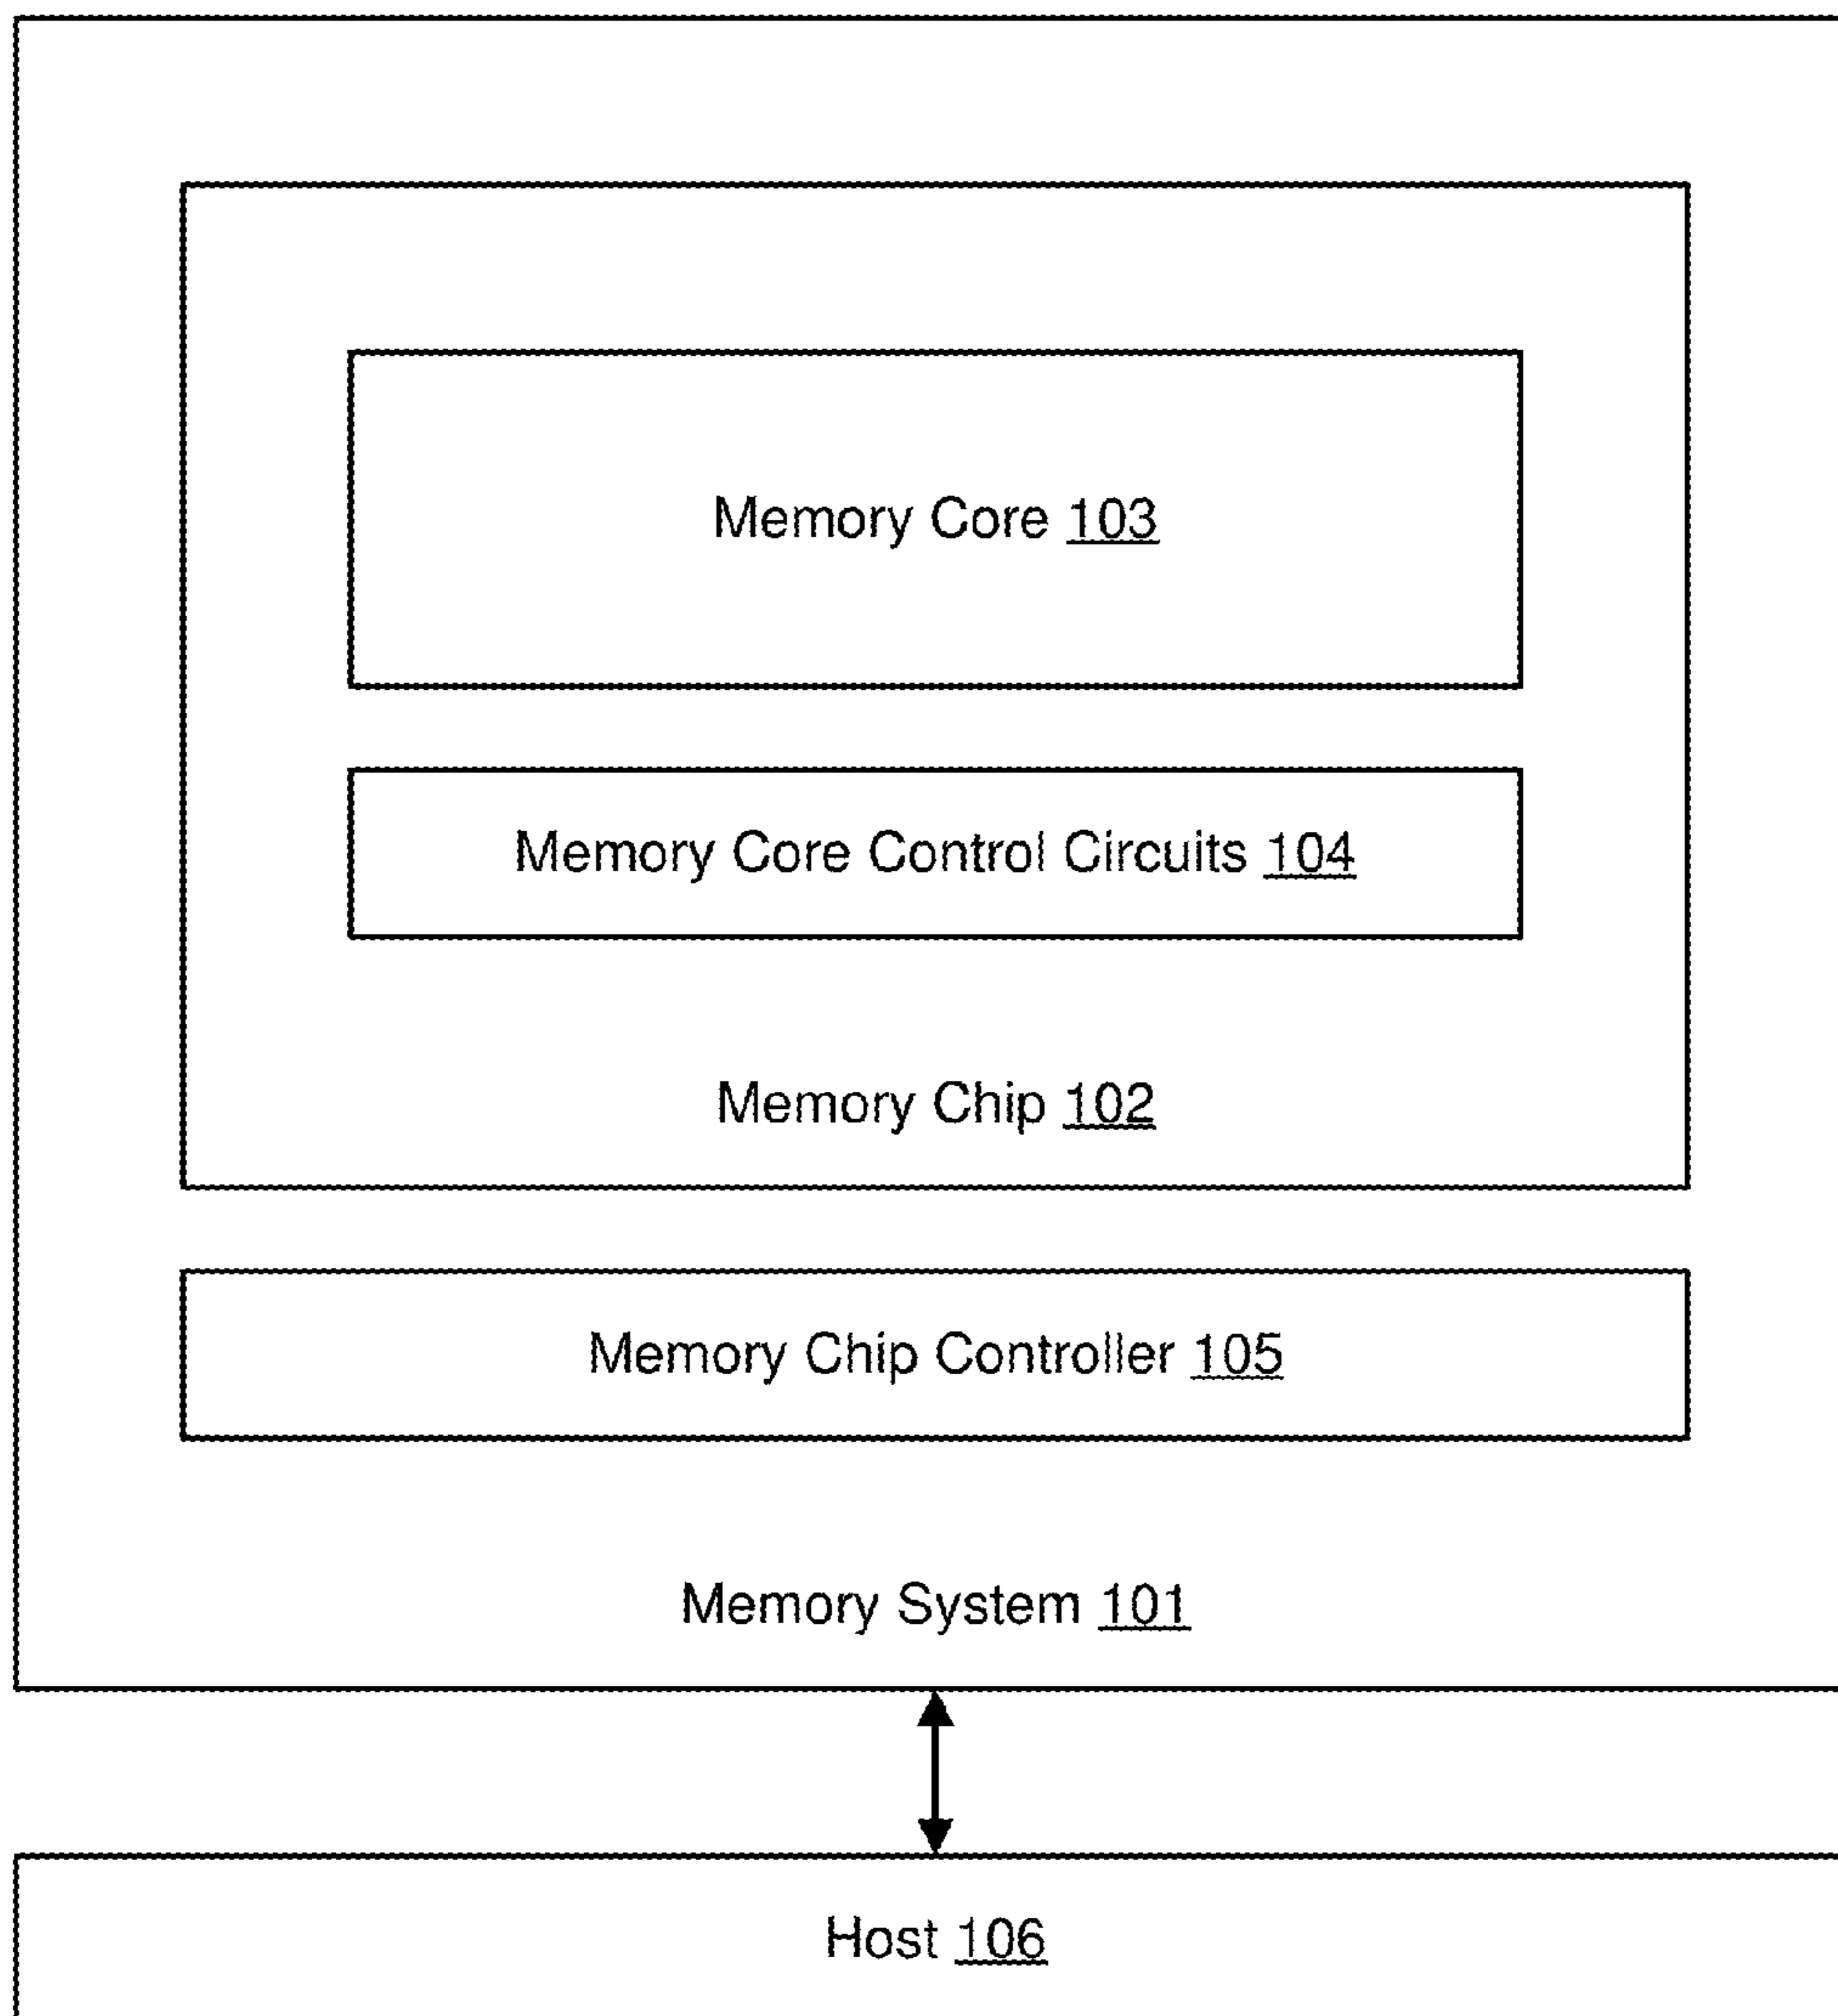 Memory Core 103
Memory Core Control Circuits 104
Memory Chip 102
Memory Chip Controller 105
Memory System 101
Host 106